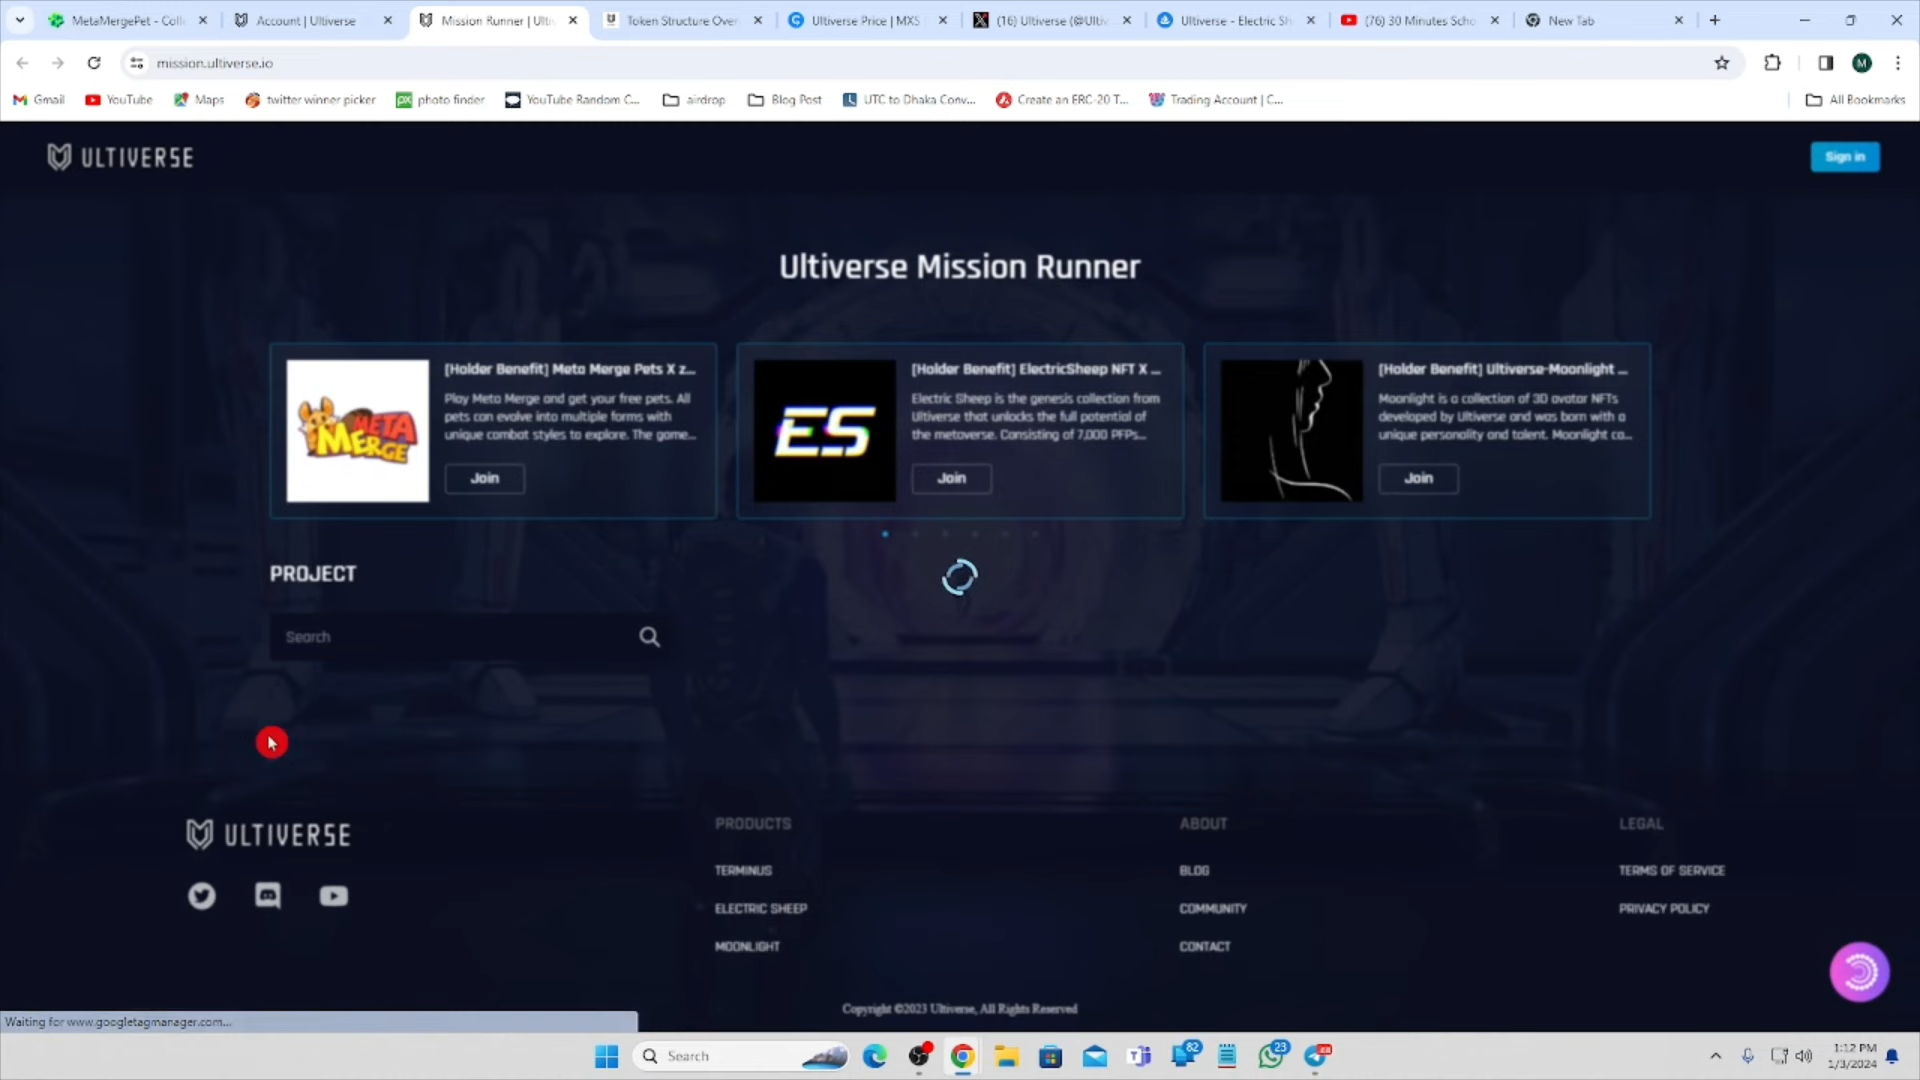 MetaMergePet - Coll
Account | Ultiverse
Mission Runner | Ulti
Token Structure Over
Ultiverse Price | MXS
(16) Ultiverse (@Ultiv
Ultiverse - Electric Sh
(76) 30 Minutes Scho
New Tab
mission.ultiverse.io
M
Gmail
YouTube
Maps
twitter winner picker
photo finder
YouTube Random C...
airdrop
Blog Post
UTC to Dhaka Conv...
Create an ERC-20 T...
Trading Account | C...
All Bookmarks
ULTIVERSE
Sign in
Ultiverse Mission Runner
[Holder Benefit] Meta Merge Pets X z...
Play Meta Merge and get your free pets. All
pets can evolve into multiple forms with
unique combat styles to explore. The game...
Join
META
MERGE
[Holder Benefit] ElectricSheep NFT X ...
Electric Sheep is the genesis collection from
Ultiverse that unlocks the full potential of
the metaverse. Consisting of 7,000 PFPs...
Join
ES
[Holder Benefit] Ultiverse-Moonlight ...
Moonlight is a collection of 3D avatar NFTs
developed by Ultiverse and was born with a
unique personality and talent. Moonlight ca...
Join
PROJECT
Search
ULTIVERSE
PRODUCTS
TERMINUS
ELECTRIC SHEEP
MOONLIGHT
ABOUT
BLOG
COMMUNITY
CONTACT
LEGAL
TERMS OF SERVICE
PRIVACY POLICY
Copyright ©2023 Ultiverse, All Rights Reserved
Waiting for www.googletagmanager.com...
Search
82
23
1:12 PM
1/3/2024